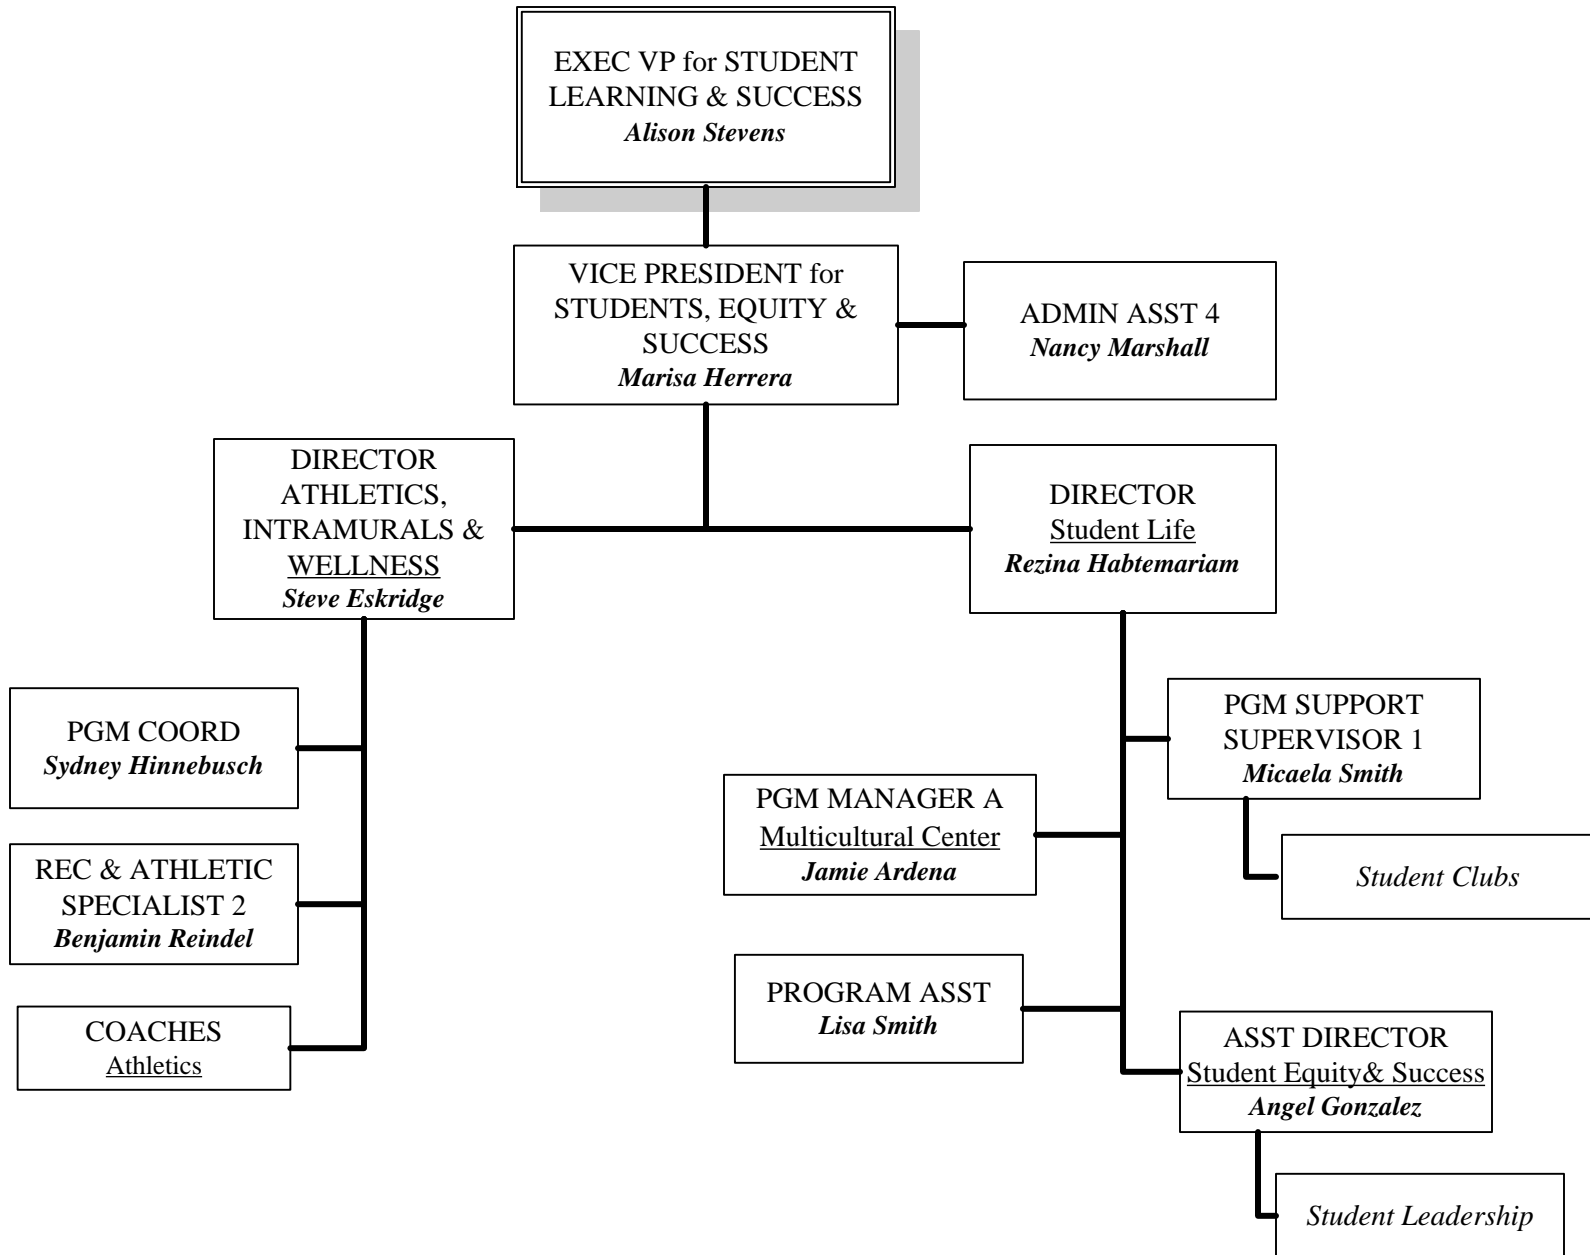 EXEC VP for STUDENT
LEARNING & SUCCESS
Alison Stevens
VICE PRESIDENT for
STUDENTS, EQUITY &
SUCCESS
Marisa Herrera
ADMIN ASST 4
Nancy Marshall
DIRECTOR
ATHLETICS,
INTRAMURALS &
WELLNESS
Steve Eskridge
DIRECTOR
Student Life
Rezina Habtemariam
PGM COORD
Sydney Hinnebusch
REC & ATHLETIC
SPECIALIST 2
Benjamin Reindel
COACHES
Athletics
PGM SUPPORT
SUPERVISOR 1
Micaela Smith
Student Clubs
PGM MANAGER A
Multicultural Center
Jamie Ardena
PROGRAM ASST
Lisa Smith
ASST DIRECTOR
Student Equity& Success
Angel Gonzalez
Student Leadership